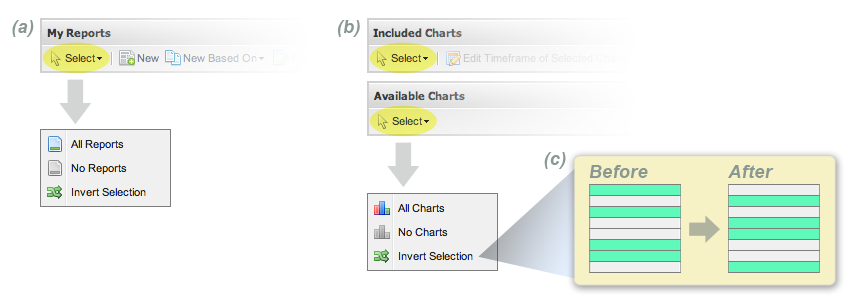 (a)
My Reports
Select
New
New Based On
All Reports
No Reports
Invert Selection
(b)
Included Charts
Select
Edit Timeframe of Selected
Available Charts
Select
All Charts
No Charts
Invert Selection
(c)
Before
After